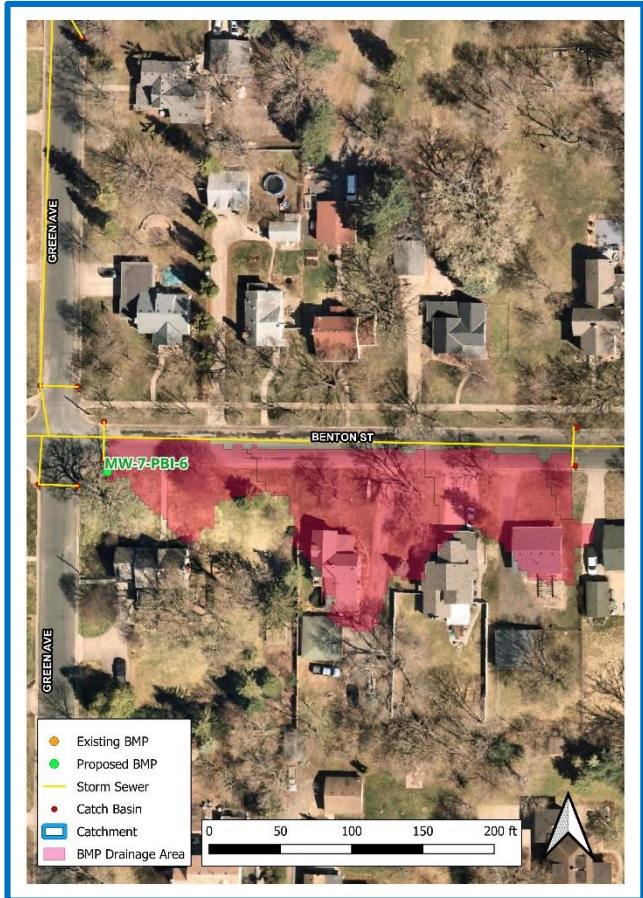 GREEN AVE
BENTON ST
MW-7-PBI-6
GREEN AVE
Existing BMP
Proposed BMP
Storm Sewer
Catch Basin
Catchment
BMP Drainage Area
0 50 100 150 200 ft